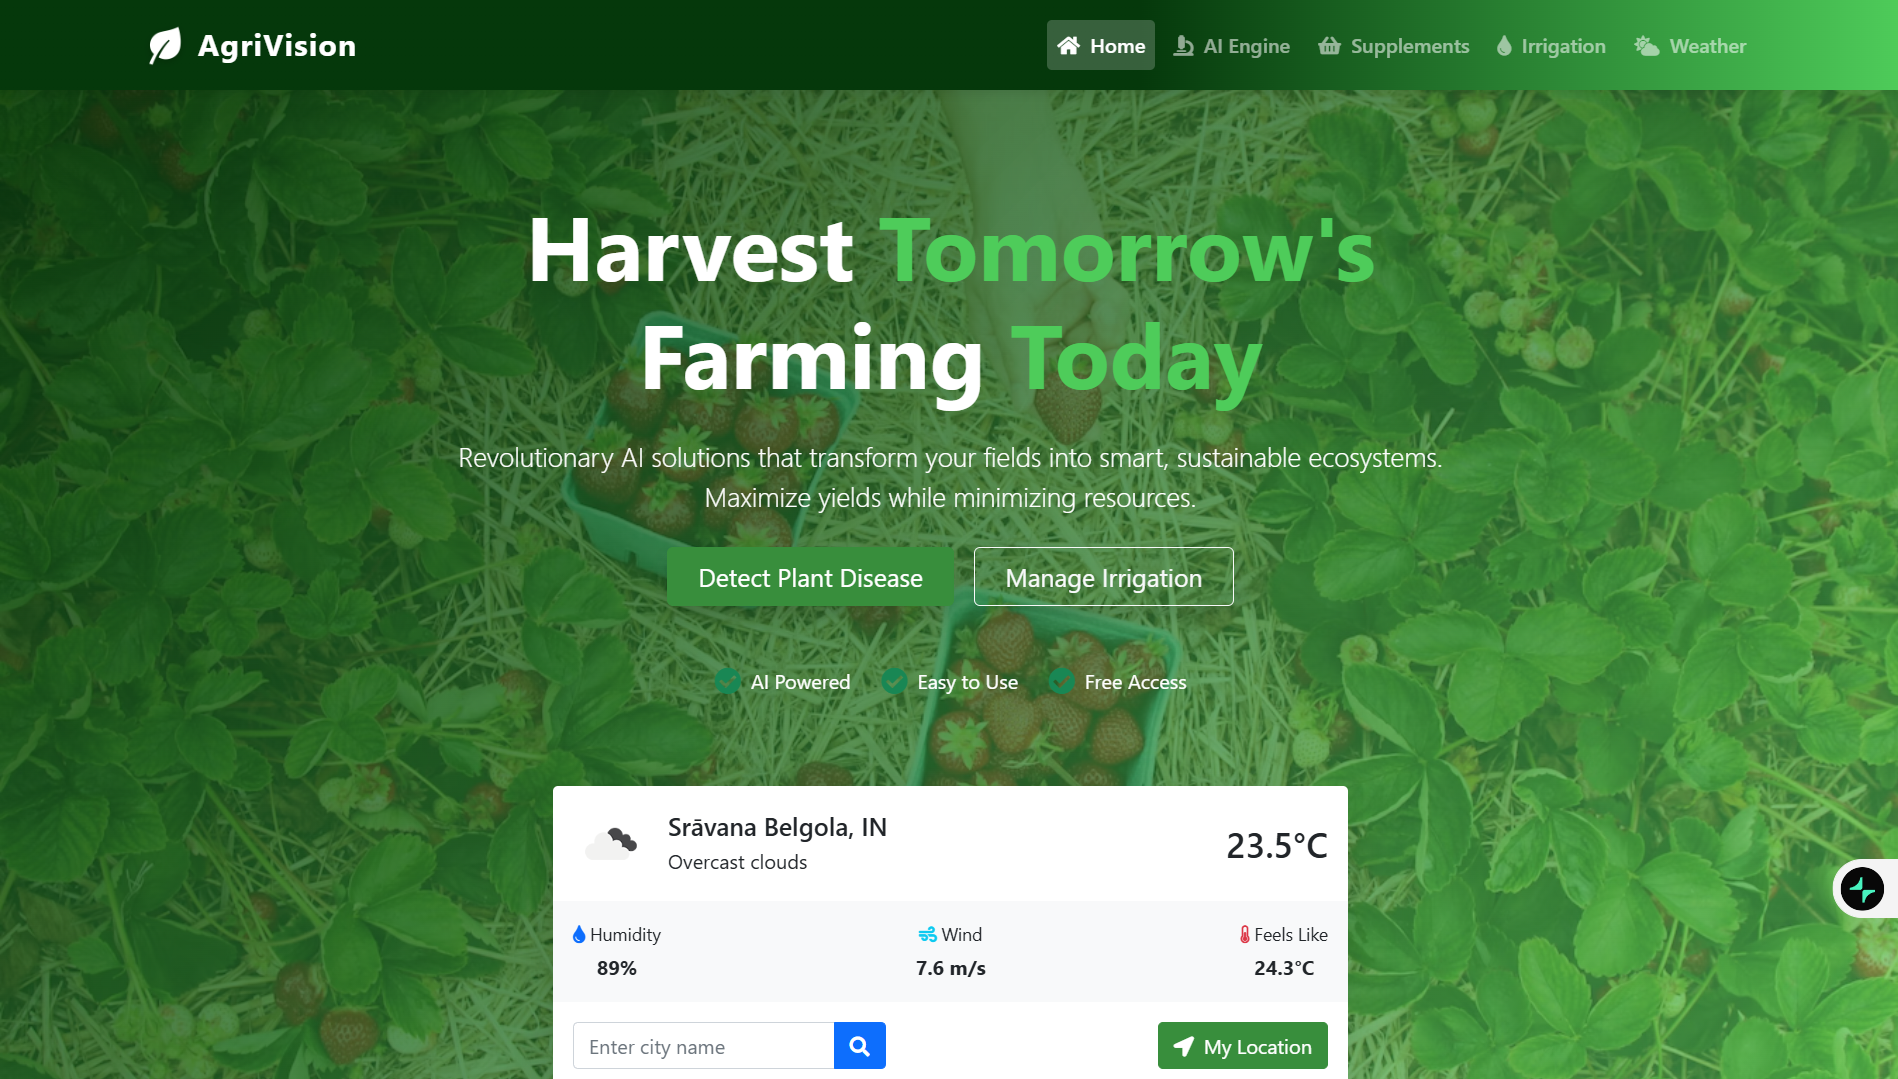 AgriVision
Home
AI Engine
Supplements
Irrigation
Weather
Harvest Tomorrow's
Farming Today
Revolutionary AI solutions that transform your fields into smart, sustainable ecosystems.
Maximize yields while minimizing resources.
Detect Plant Disease
Manage Irrigation
AI Powered
Easy to Use
Free Access
Srāvana Belgola, IN
Overcast clouds
23.5°C
Humidity
89%
Wind
7.6 m/s
Feels Like
24.3°C
Enter city name
My Location